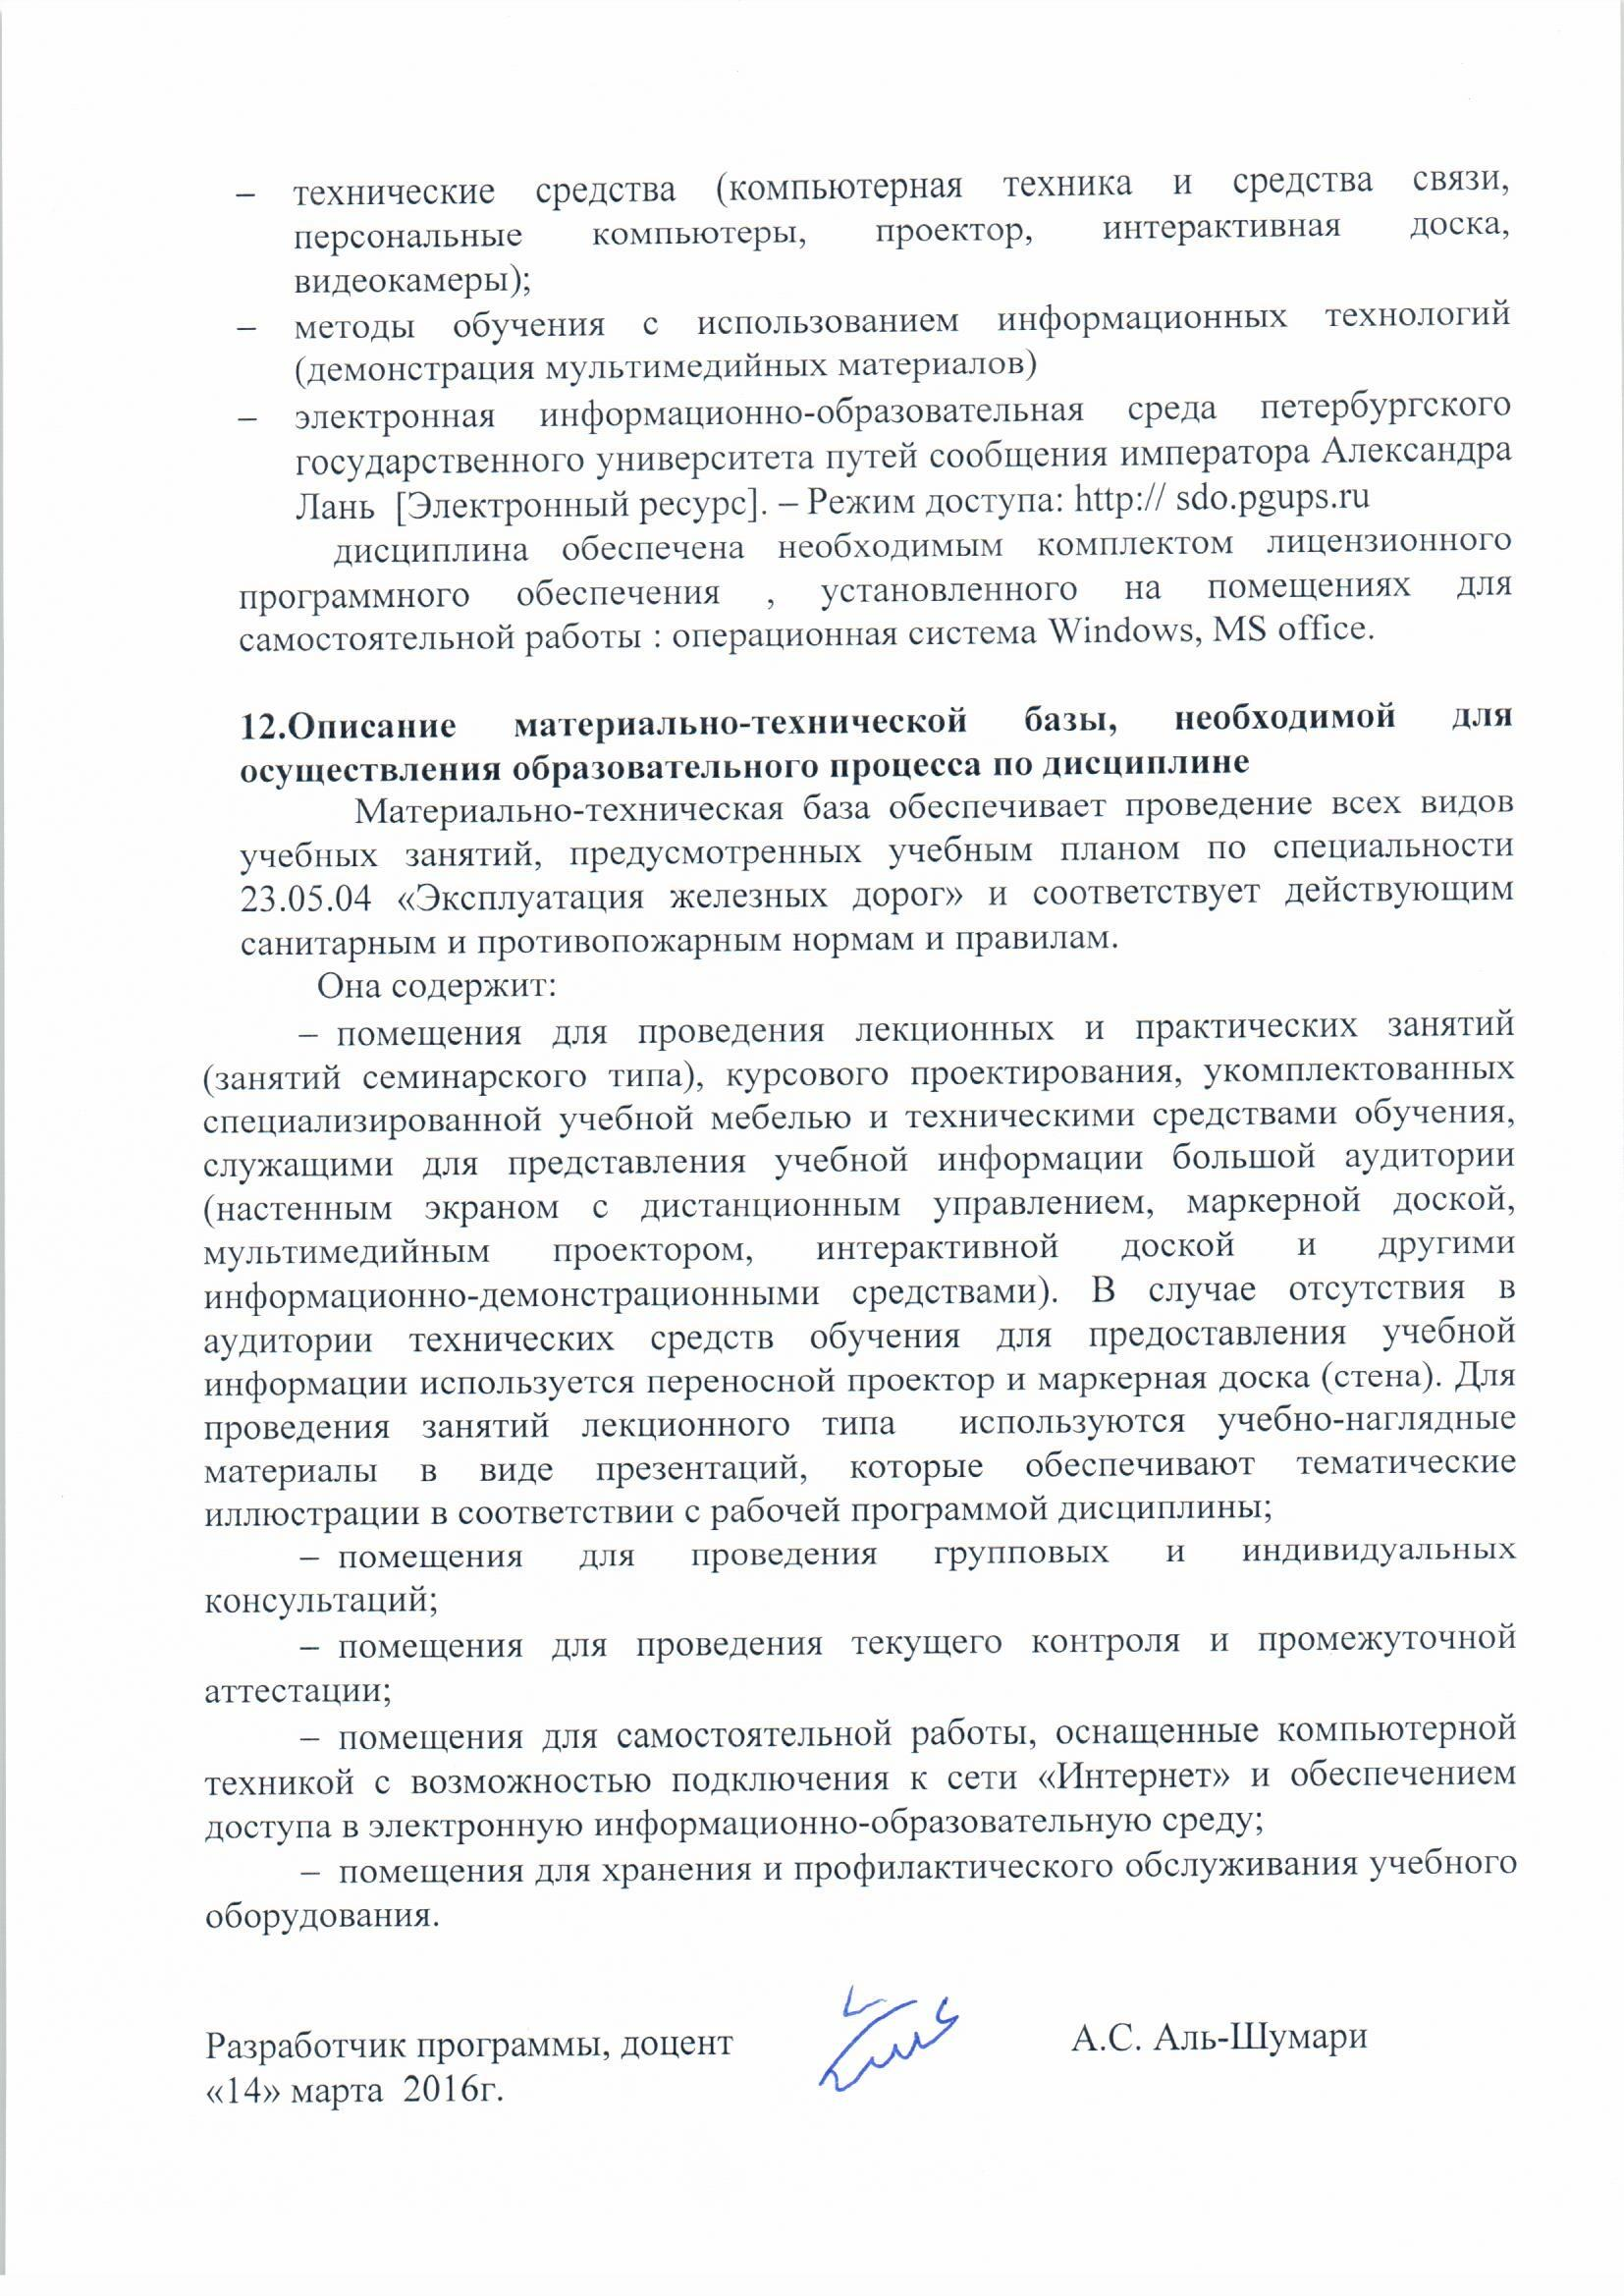 – технические средства (компьютерная техника и средства связи,
персональные компьютеры, проектор, интерактивная доска,
видеокамеры);
– методы обучения с использованием информационных технологий
(демонстрация мультимедийных материалов)
– электронная информационно-образовательная среда петербургского
государственного университета путей сообщения императора Александра
Лань [Электронный ресурс]. – Режим доступа: http:// sdo.pgups.ru
дисциплина обеспечена необходимым комплектом лицензионного
программного обеспечения , установленного на помещениях для
самостоятельной работы : операционная система Windows, MS office.
12.Описание материально-технической базы, необходимой для
осуществления образовательного процесса по дисциплине
Материально-техническая база обеспечивает проведение всех видов
учебных занятий, предусмотренных учебным планом по специальности
23.05.04 «Эксплуатация железных дорог» и соответствует действующим
санитарным и противопожарным нормам и правилам.
Она содержит:
– помещения для проведения лекционных и практических занятий
(занятий семинарского типа), курсового проектирования, укомплектованных
специализированной учебной мебелью и техническими средствами обучения,
служащими для представления учебной информации большой аудитории
(настенным экраном с дистанционным управлением, маркерной доской,
мультимедийным проектором, интерактивной доской и другими
информационно-демонстрационными средствами). В случае отсутствия в
аудитории технических средств обучения для предоставления учебной
информации используется переносной проектор и маркерная доска (стена). Для
проведения занятий лекционного типа используются учебно-наглядные
материалы в виде презентаций, которые обеспечивают тематические
иллюстрации в соответствии с рабочей программой дисциплины;
– помещения для проведения групповых и индивидуальных
консультаций;
– помещения для проведения текущего контроля и промежуточной
аттестации;
– помещения для самостоятельной работы, оснащенные компьютерной
техникой с возможностью подключения к сети «Интернет» и обеспечением
доступа в электронную информационно-образовательную среду;
– помещения для хранения и профилактического обслуживания учебного
оборудования.
Разработчик программы, доцент А.С. Аль-Шумари
«14» марта 2016г.